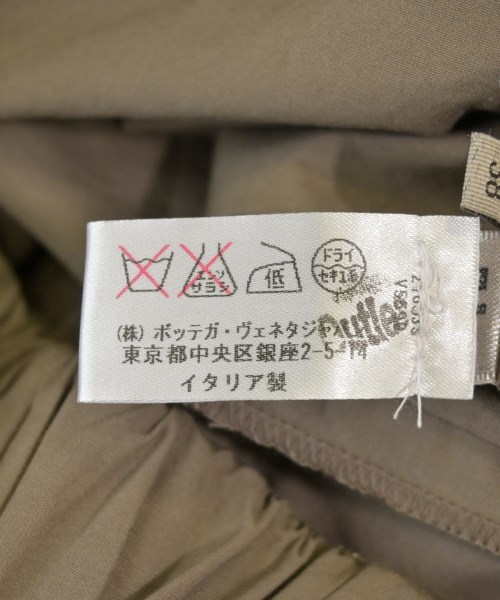 エンソ
サラシ
低
ドライ
セキユ系
(株) ボッテガ・ヴェネタジャパン
東京都中央区銀座2-5-14
イタリア製
Outlet
38